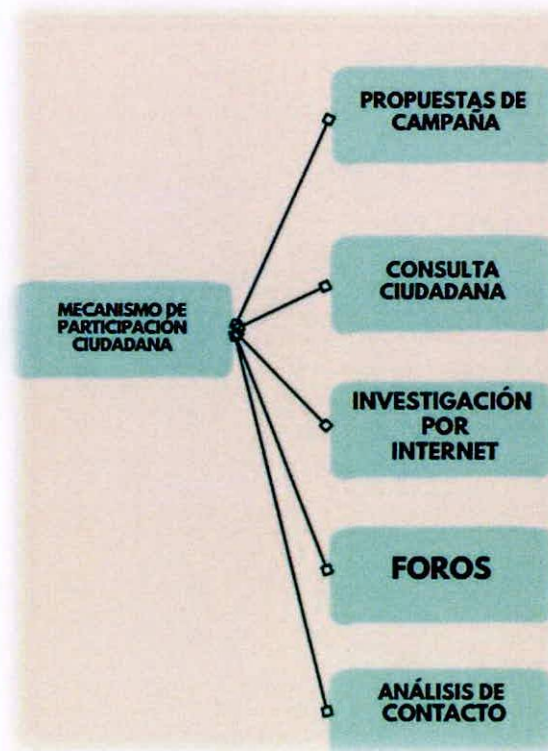 PROPUESTAS DE
CAMPAÑA
CONSULTA
CIUDADANA
MECANISMO DE
PARTICIPACIÓN
CIUDADANA
INVESTIGACIÓN
POR
INTERNET
FOROS
ANÁLISIS DE
CONTACTO